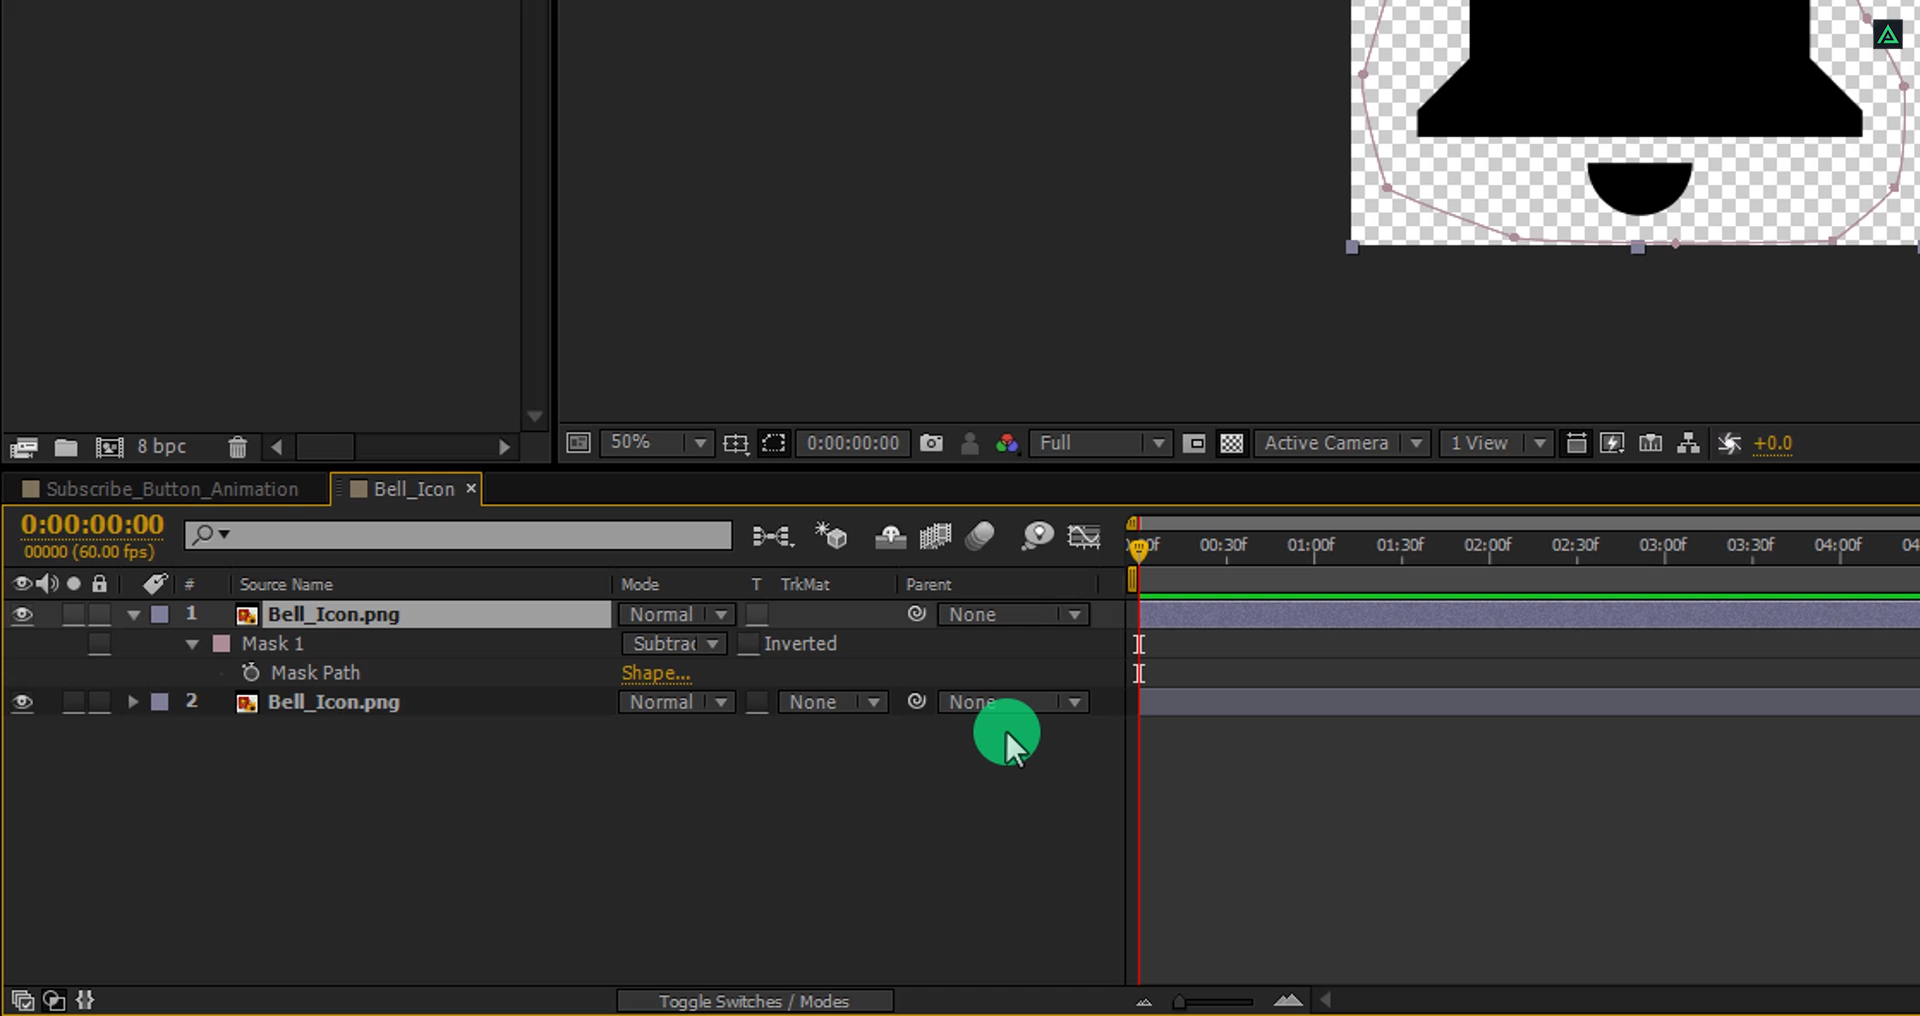 8 bpc
50%
0:00:00:00
Full
Active Camera
1 View
+0.0
Subscribe_Button_Animation
Bell_Icon ×
0:00:00:00
00000 (60.00 fps)
00:30f 01:00f 01:30f 02:00f 02:30f 03:00f 03:30f 04:00f
# Source Name Mode T TrkMat Parent
1 Bell_Icon.png Normal None
Mask 1 Subtrac Inverted
Mask Path Shape...
2 Bell_Icon.png Normal None None
Toggle Switches / Modes